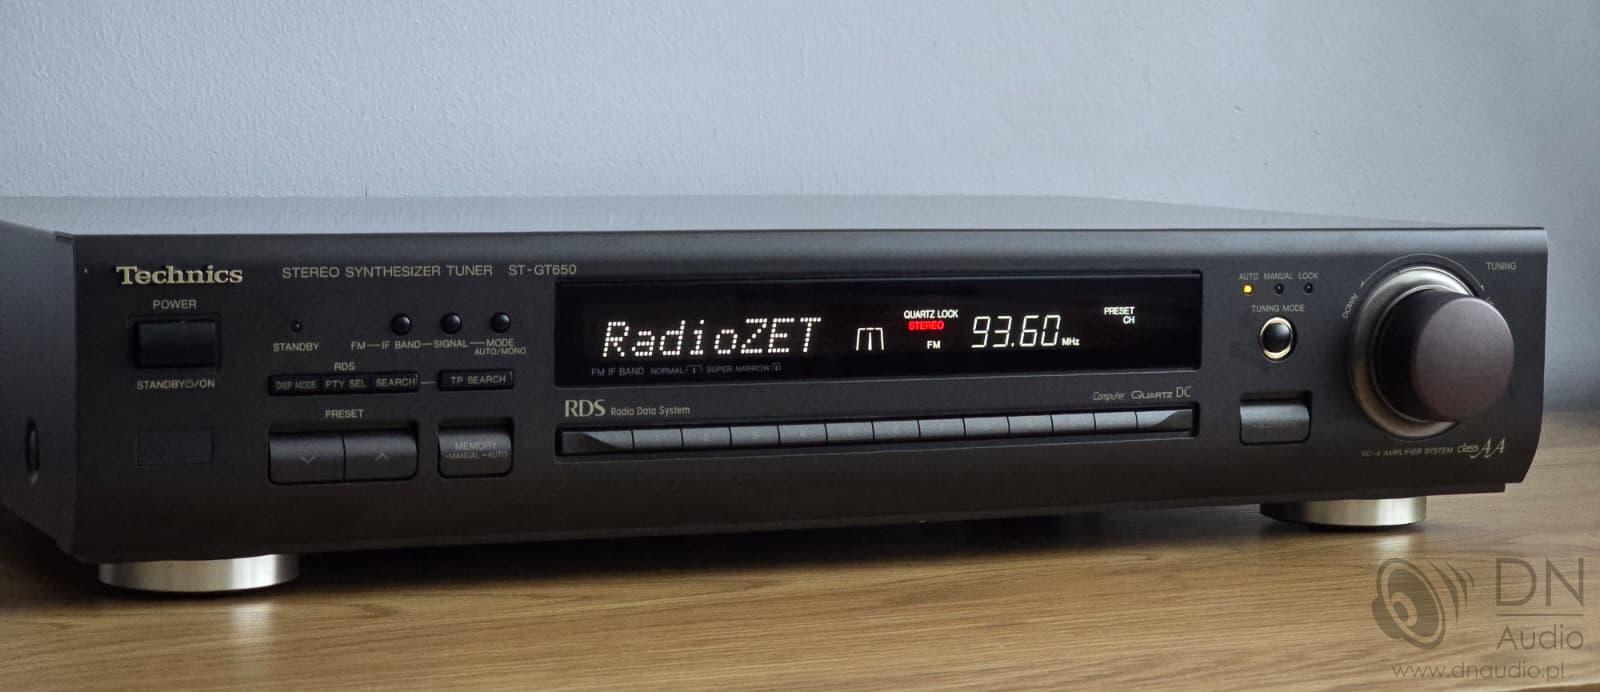 Technics
STEREO SYNTHESIZER TUNER ST-GT650
POWER
STANDBY⏻/ON
STANDBY
FM—IF BAND—SIGNAL—MODE
AUTO/MONO
RDS
DISP MODE PTY SEL SEARCH TP SEARCH
PRESET
MEMORY
-MANUAL -AUTO
RadioZET
QUARTZ LOCK
STEREO
FM
93.60 MHz
PRESET
CH
FM IF BAND NORMAL SUPER NARROW
RDS Radio Data System
Computer QUARTZ DC
1 2
AUTO MANUAL LOCK
TUNING MODE
TUNING
DOWN
VC-4 AMPLIFIER SYSTEM class AA
DN
Audio
www.dnaudio.pl